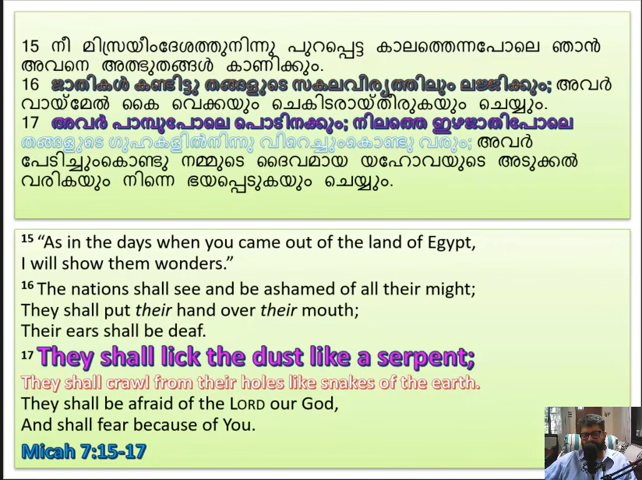 15 നീ മിസ്രയീംദേശത്തുനിന്നു പുറപ്പെട്ട കാലത്തെന്നപോലെ ഞാൻ
അവനെ അത്ഭുതങ്ങൾ കാണിക്കും.
16 ജാതികൾ കണ്ടിട്ടു തങ്ങളുടെ സകലവീര്യത്തിലും ലജ്ജിക്കും; അവർ
വായ്മേൽ കൈ വെക്കയും ചെകിടരായ്തീരുകയും ചെയ്യും.
17 അവർ പാമ്പുപോലെ പൊടിനക്കും; നിലത്തെ ഇഴജാതിപോലെ
തങ്ങളുടെ ഗുഹകളിൽനിന്നു വിറെച്ചുംകൊണ്ടു വരും; അവർ
പേടിച്ചുംകൊണ്ടു നമ്മുടെ ദൈവമായ യഹോവയുടെ അടുക്കൽ
വരികയും നിന്നെ ഭയപ്പെടുകയും ചെയ്യും.
15 “As in the days when you came out of the land of Egypt,
I will show them wonders.”
16 The nations shall see and be ashamed of all their might;
They shall put their hand over their mouth;
Their ears shall be deaf.
17 They shall lick the dust like a serpent;
They shall crawl from their holes like snakes of the earth.
They shall be afraid of the LORD our God,
And shall fear because of You.
Micah 7:15-17